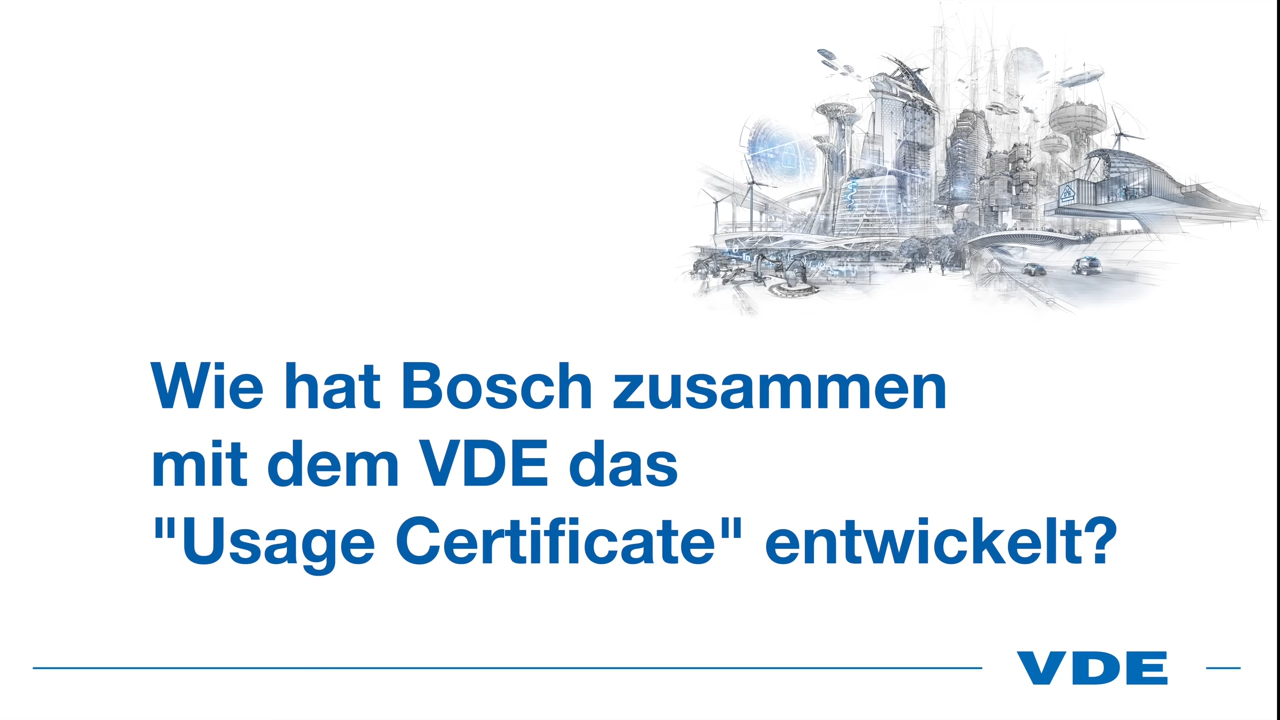 Wie hat Bosch zusammen
mit dem VDE das
"Usage Certificate" entwickelt?
VDE